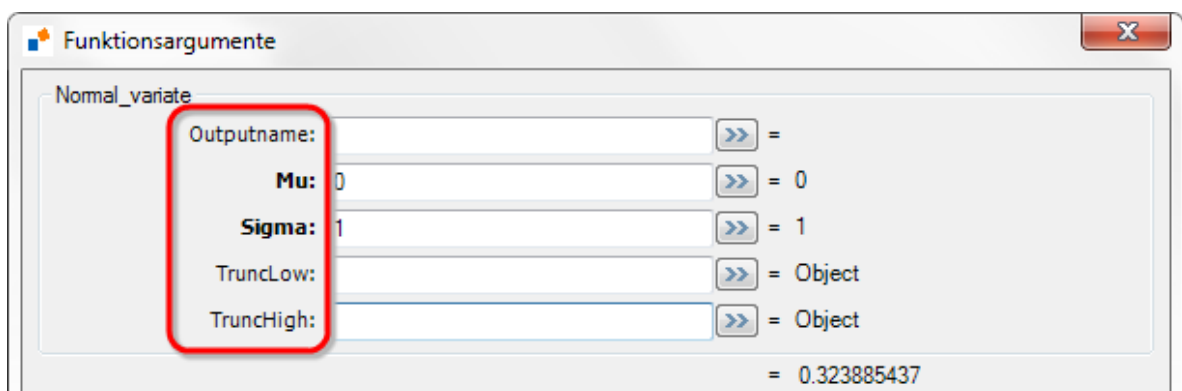 Funktionsargumente
Normal_variate
Outputname: >> =
Mu: 0 >> = 0
Sigma: 1 >> = 1
TruncLow: >> = Object
TruncHigh: >> = Object
= 0.323885437